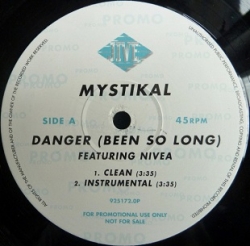 JIVE
MYSTIKAL
SIDE A
45RPM
DANGER (BEEN SO LONG)
FEATURING NIVEA
1. CLEAN (3:35)
2. INSTRUMENTAL (3:35)
925172.0P
FOR PROMOTIONAL USE ONLY
NOT FOR SALE
PROMO